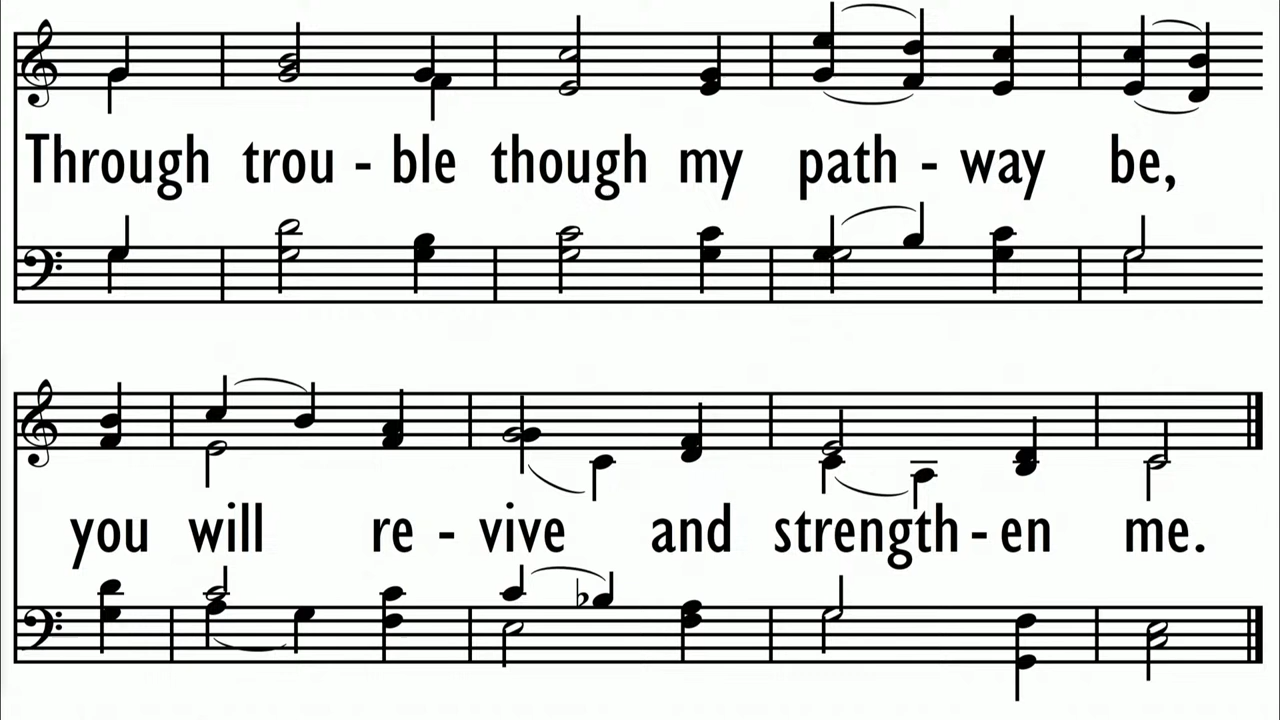 Through trou - ble though my path - way be,
you will re - vive and strength - en me.